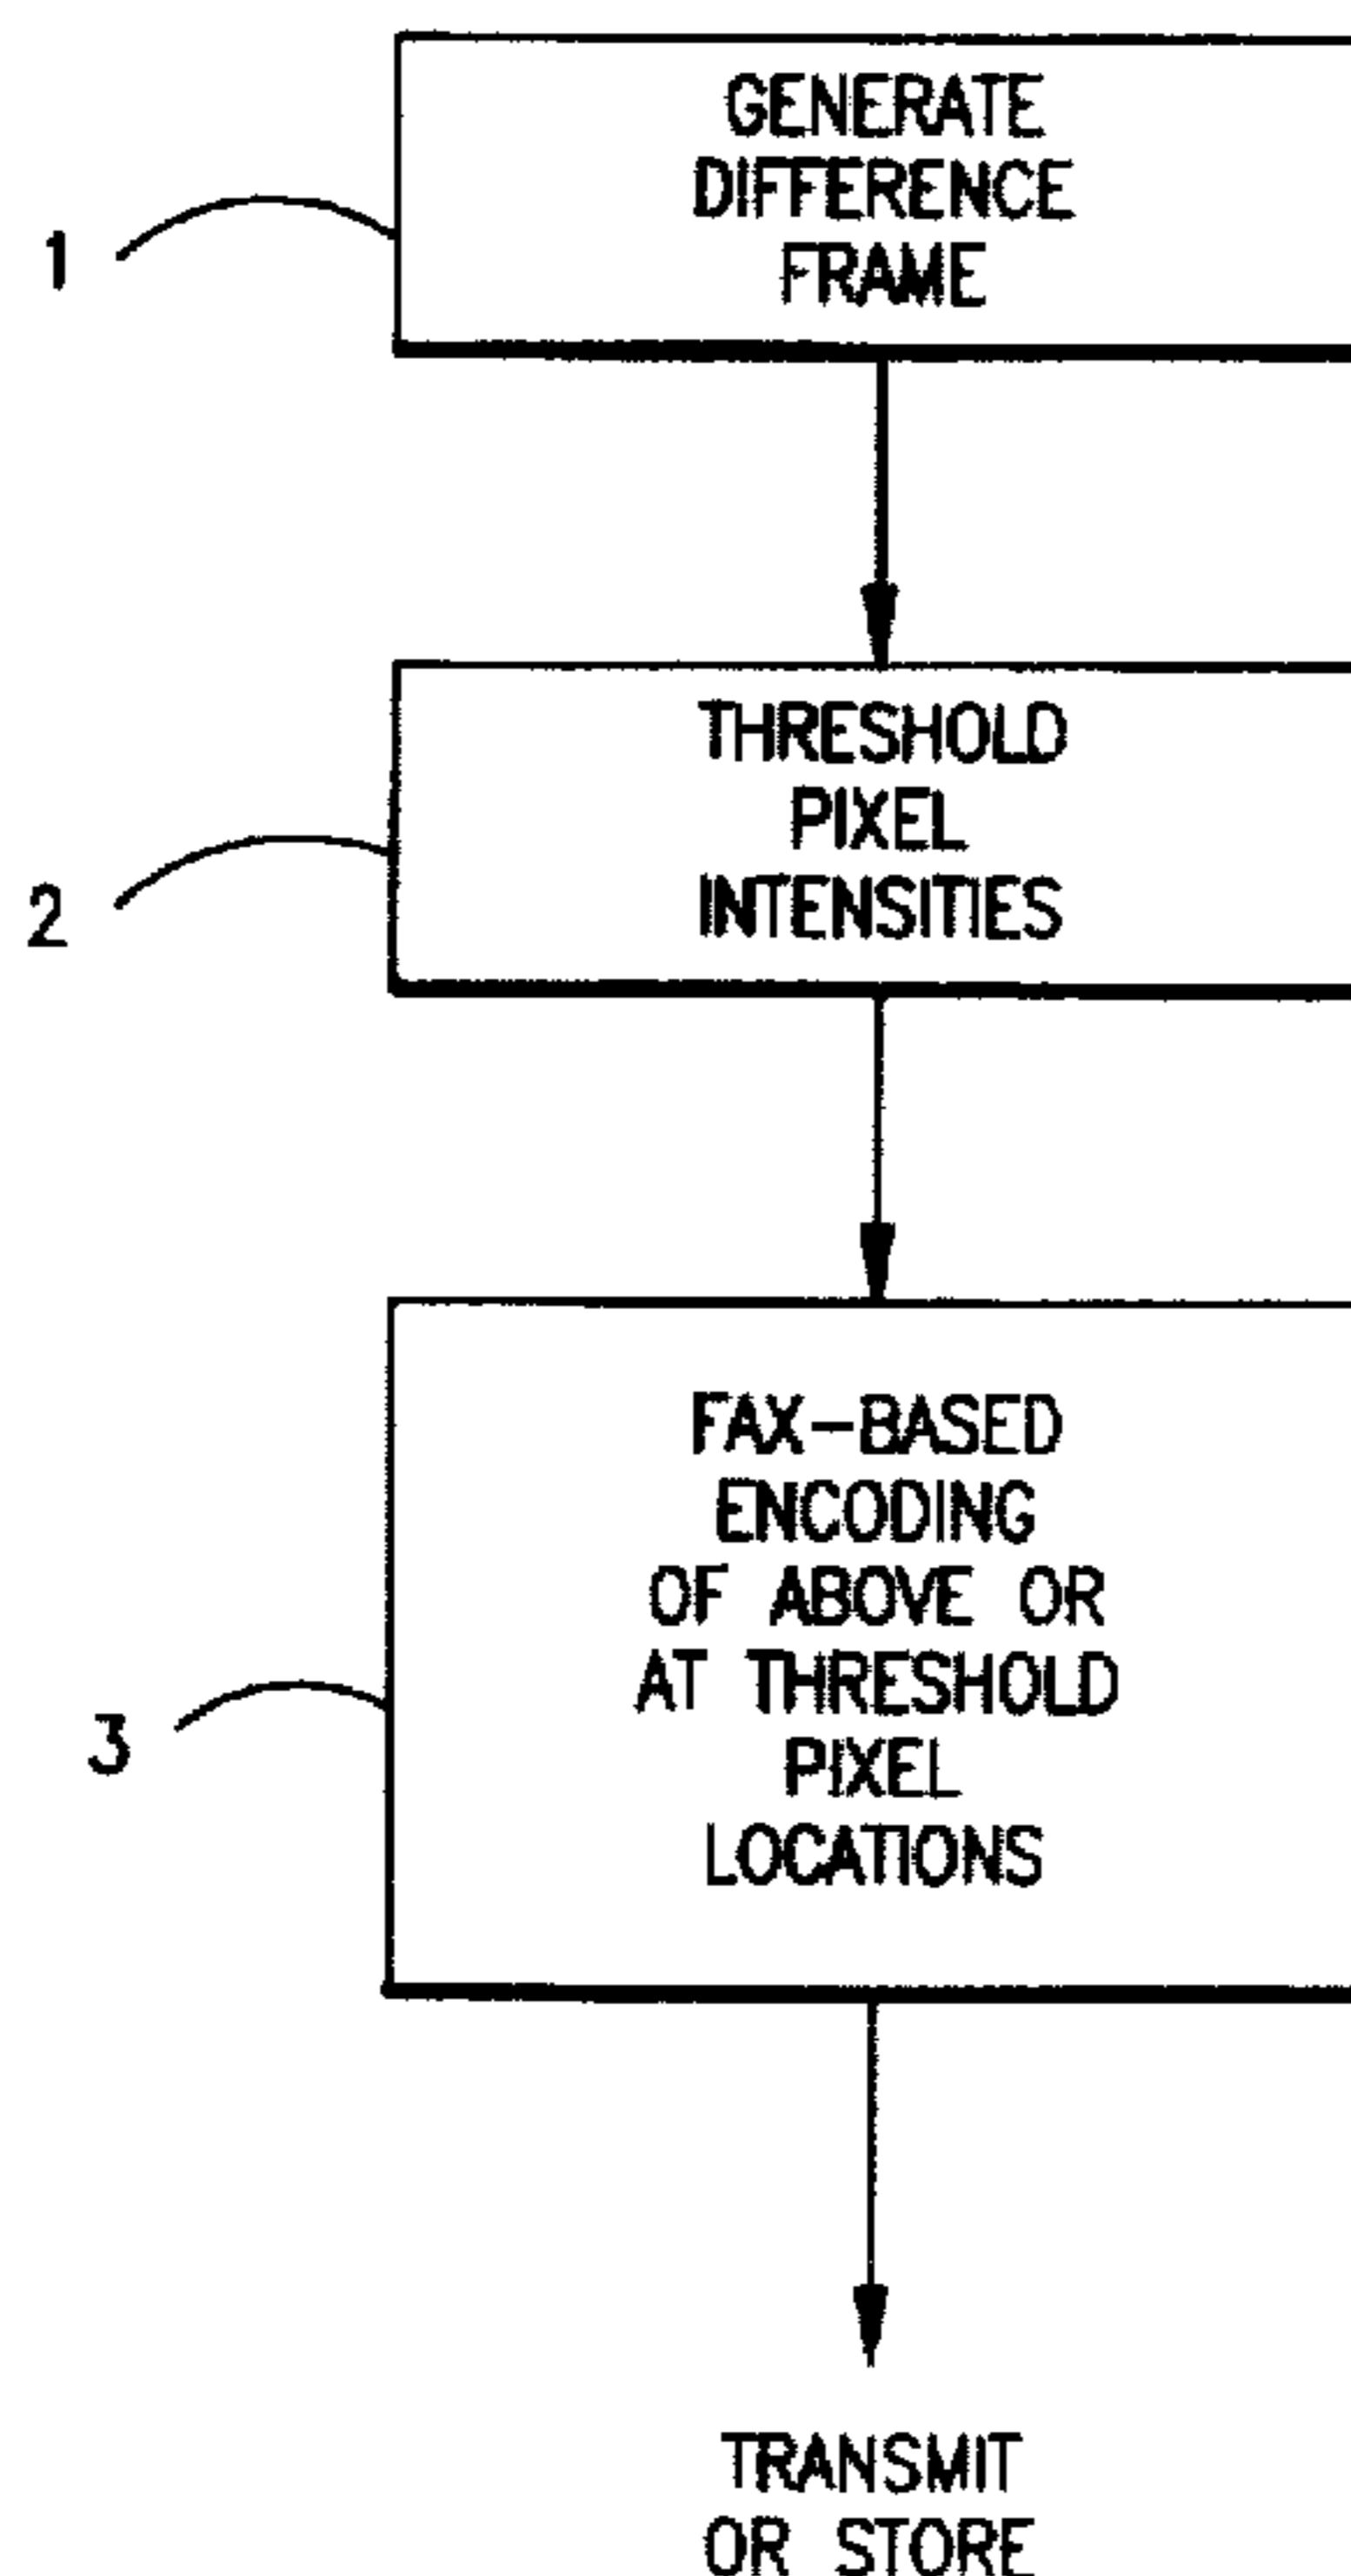 GENERATE
DIFFERENCE
FRAME
1
THRESHOLD
PIXEL
INTENSITIES
2
FAX-BASED
ENCODING
OF ABOVE OR
AT THRESHOLD
PIXEL
LOCATIONS
3
TRANSMIT
OR STORE